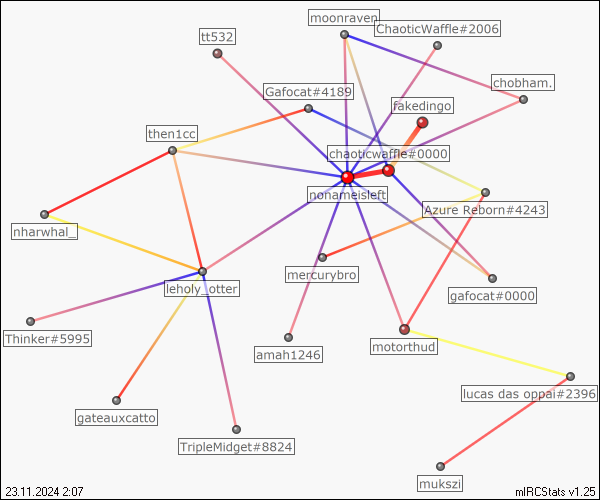 moonraven
ChaoticWaffle#2006
tt532
chobham.
Gafocat#4189
fakedingo
then1cc
chaoticwaffle#0000
nonameisleft
Azure Reborn#4243
nharwhal_
mercurybro
leholy_otter
gafocat#0000
Thinker#5995
amah1246
motorthud
lucas das oppai#2396
gateauxcatto
TripleMidget#8824
mukszi
23.11.2024 2:07
mIRCStats v1.25